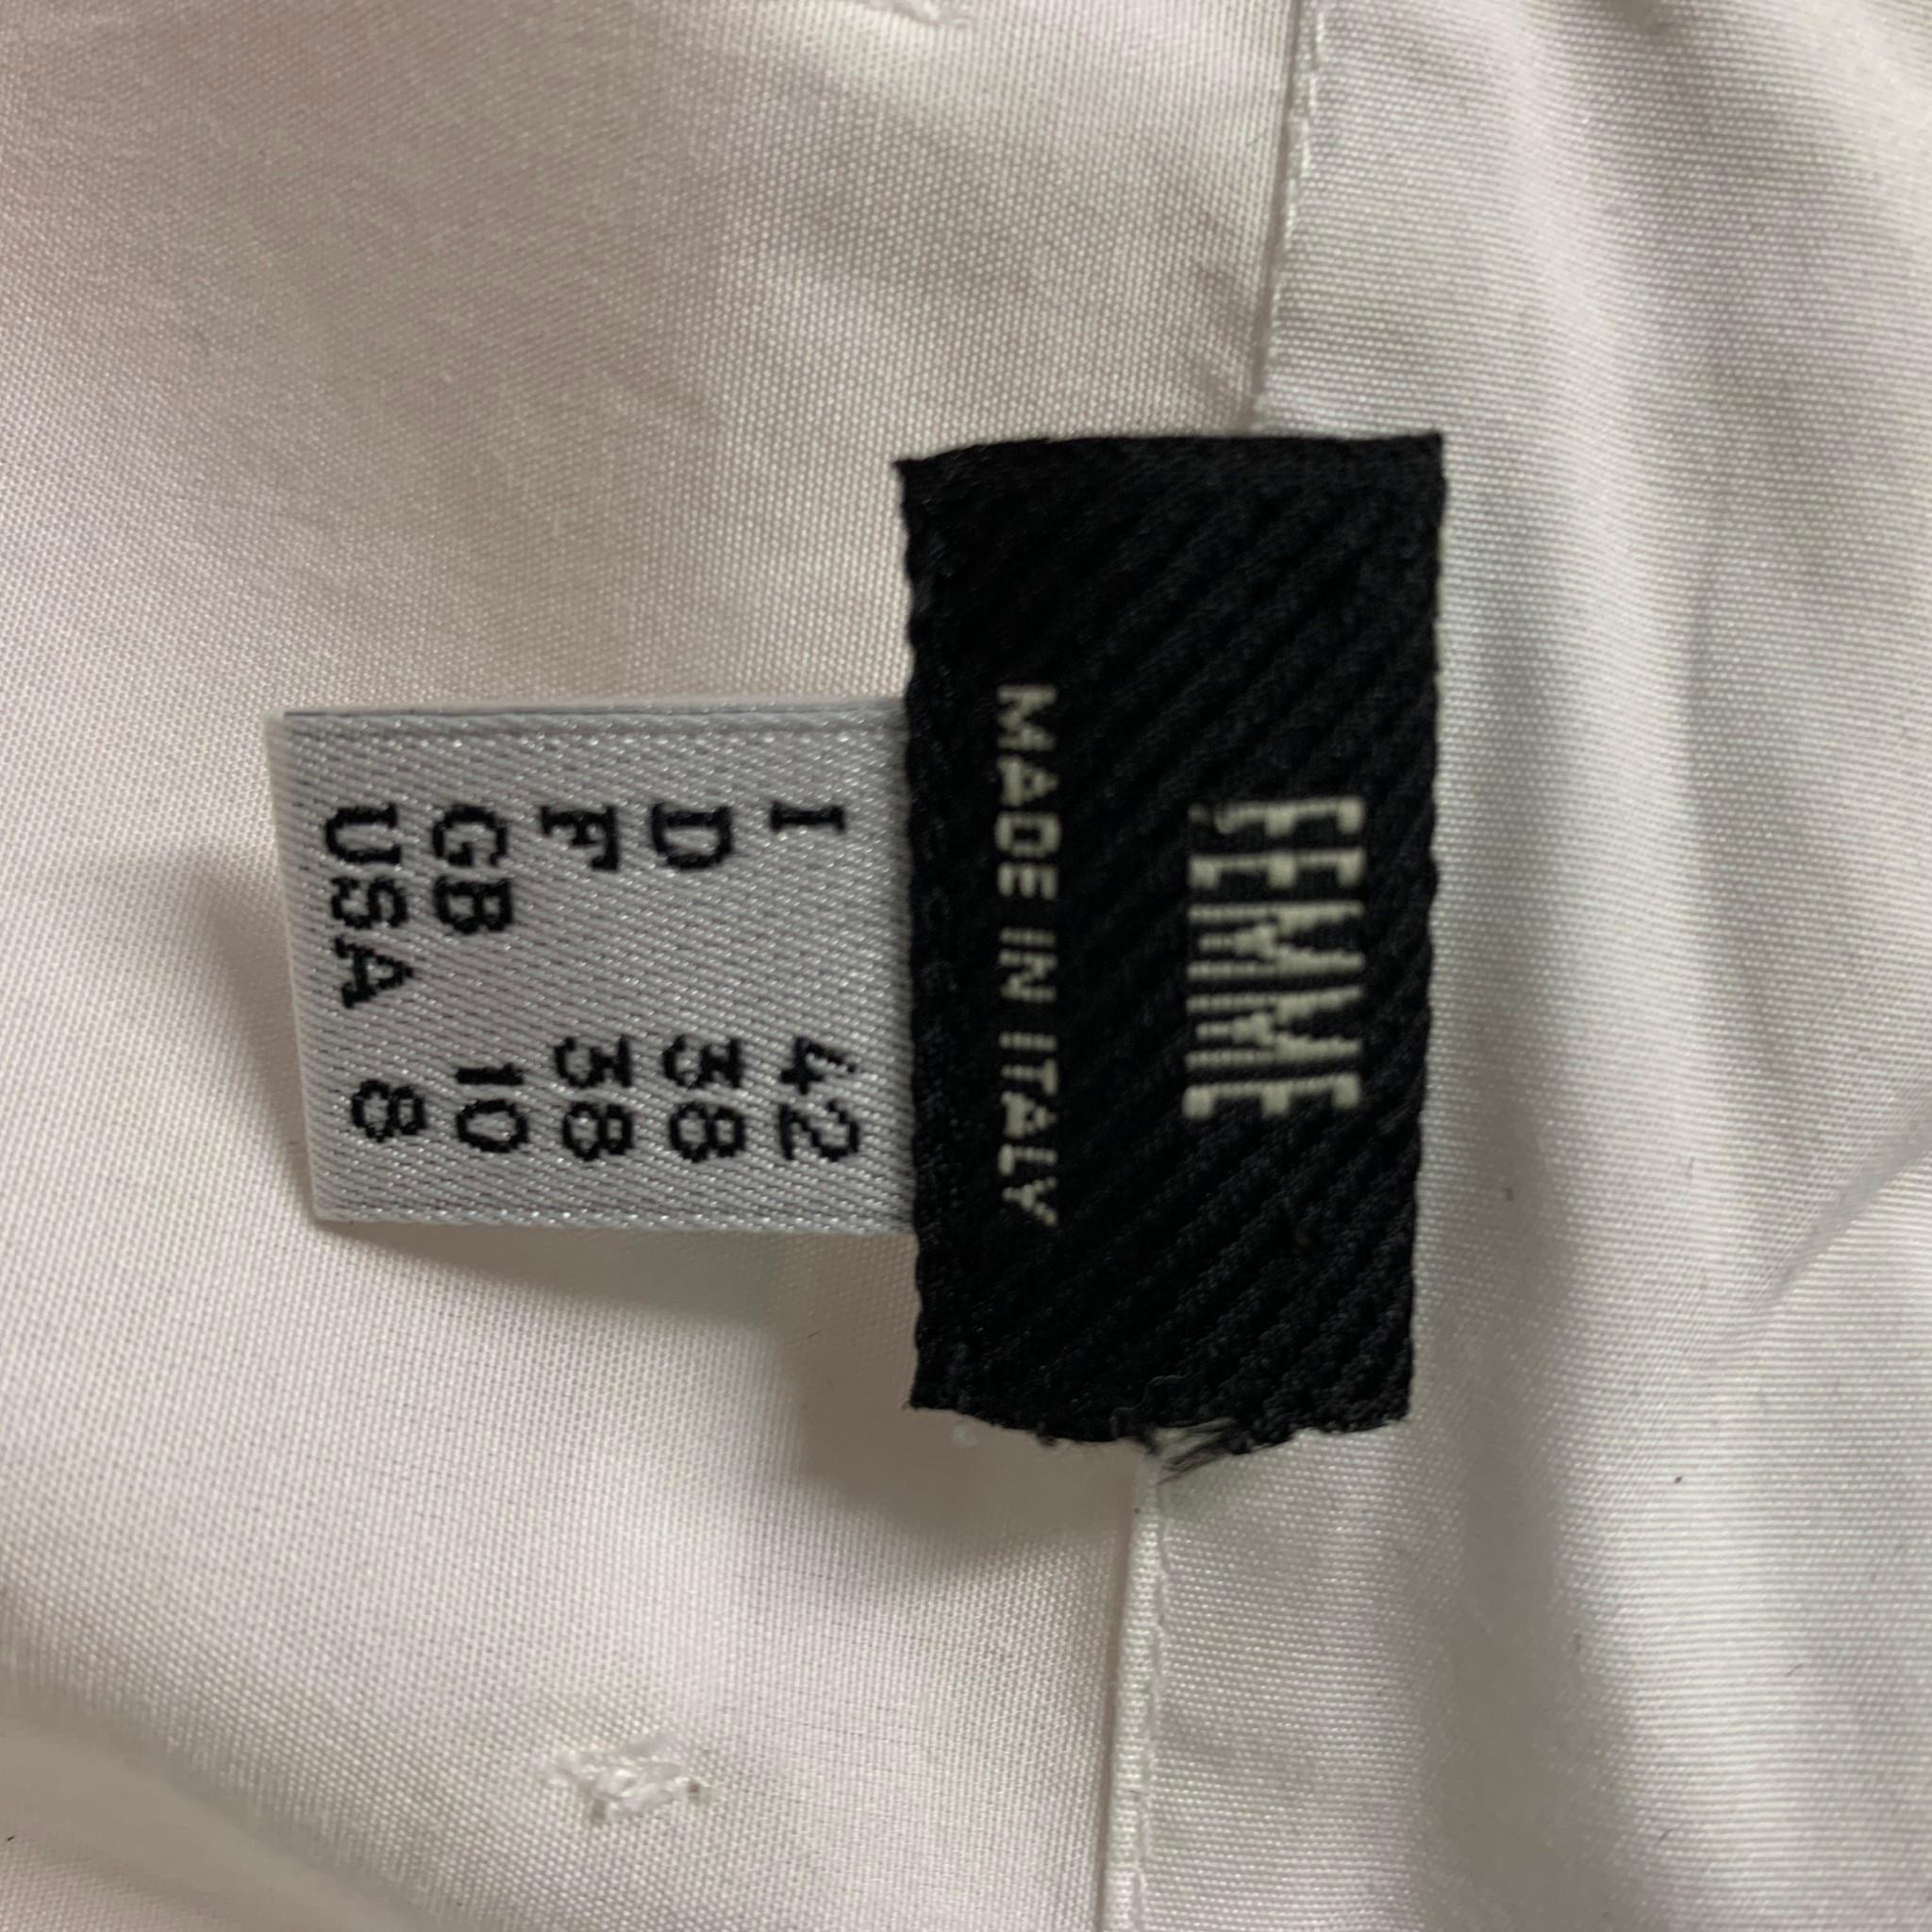 FEMME
MADE IN ITALY
I 42
D 38
F 38
GB 10
USA 8